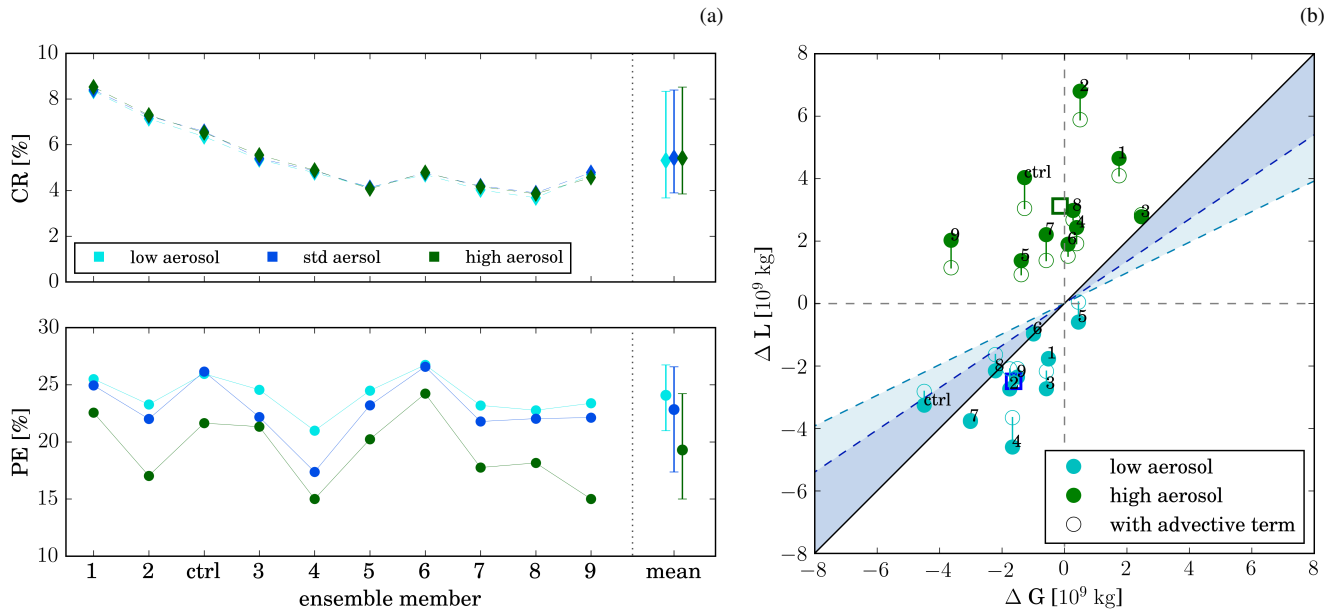 (a)
10
8
6
4
2
0
CR [%]
low aerosol
std aersol
high aerosol
30
25
20
15
10
PE [%]
1 2 ctrl 3 4 5 6 7 8 9 mean
ensemble member
(b)
8
6
4
2
0
−2
−4
−6
−8
Δ L [10⁹ kg]
2
1
ctrl
8
3
4
9
7
6
5
5
6
1
8
9
2
3
ctrl
7
4
low aerosol
high aerosol
with advective term
−8 −6 −4 −2 0 2 4 6 8
Δ G [10⁹ kg]